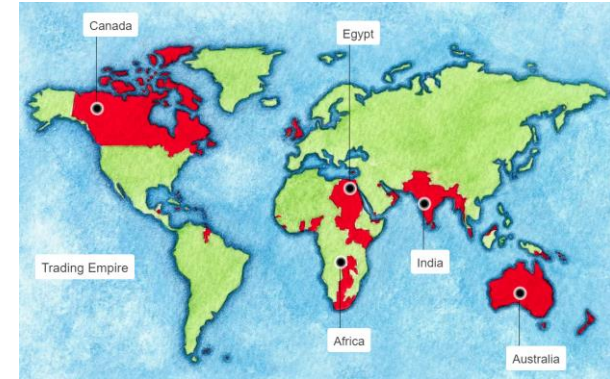 Canada
Egypt
Trading Empire
India
Africa
Australia